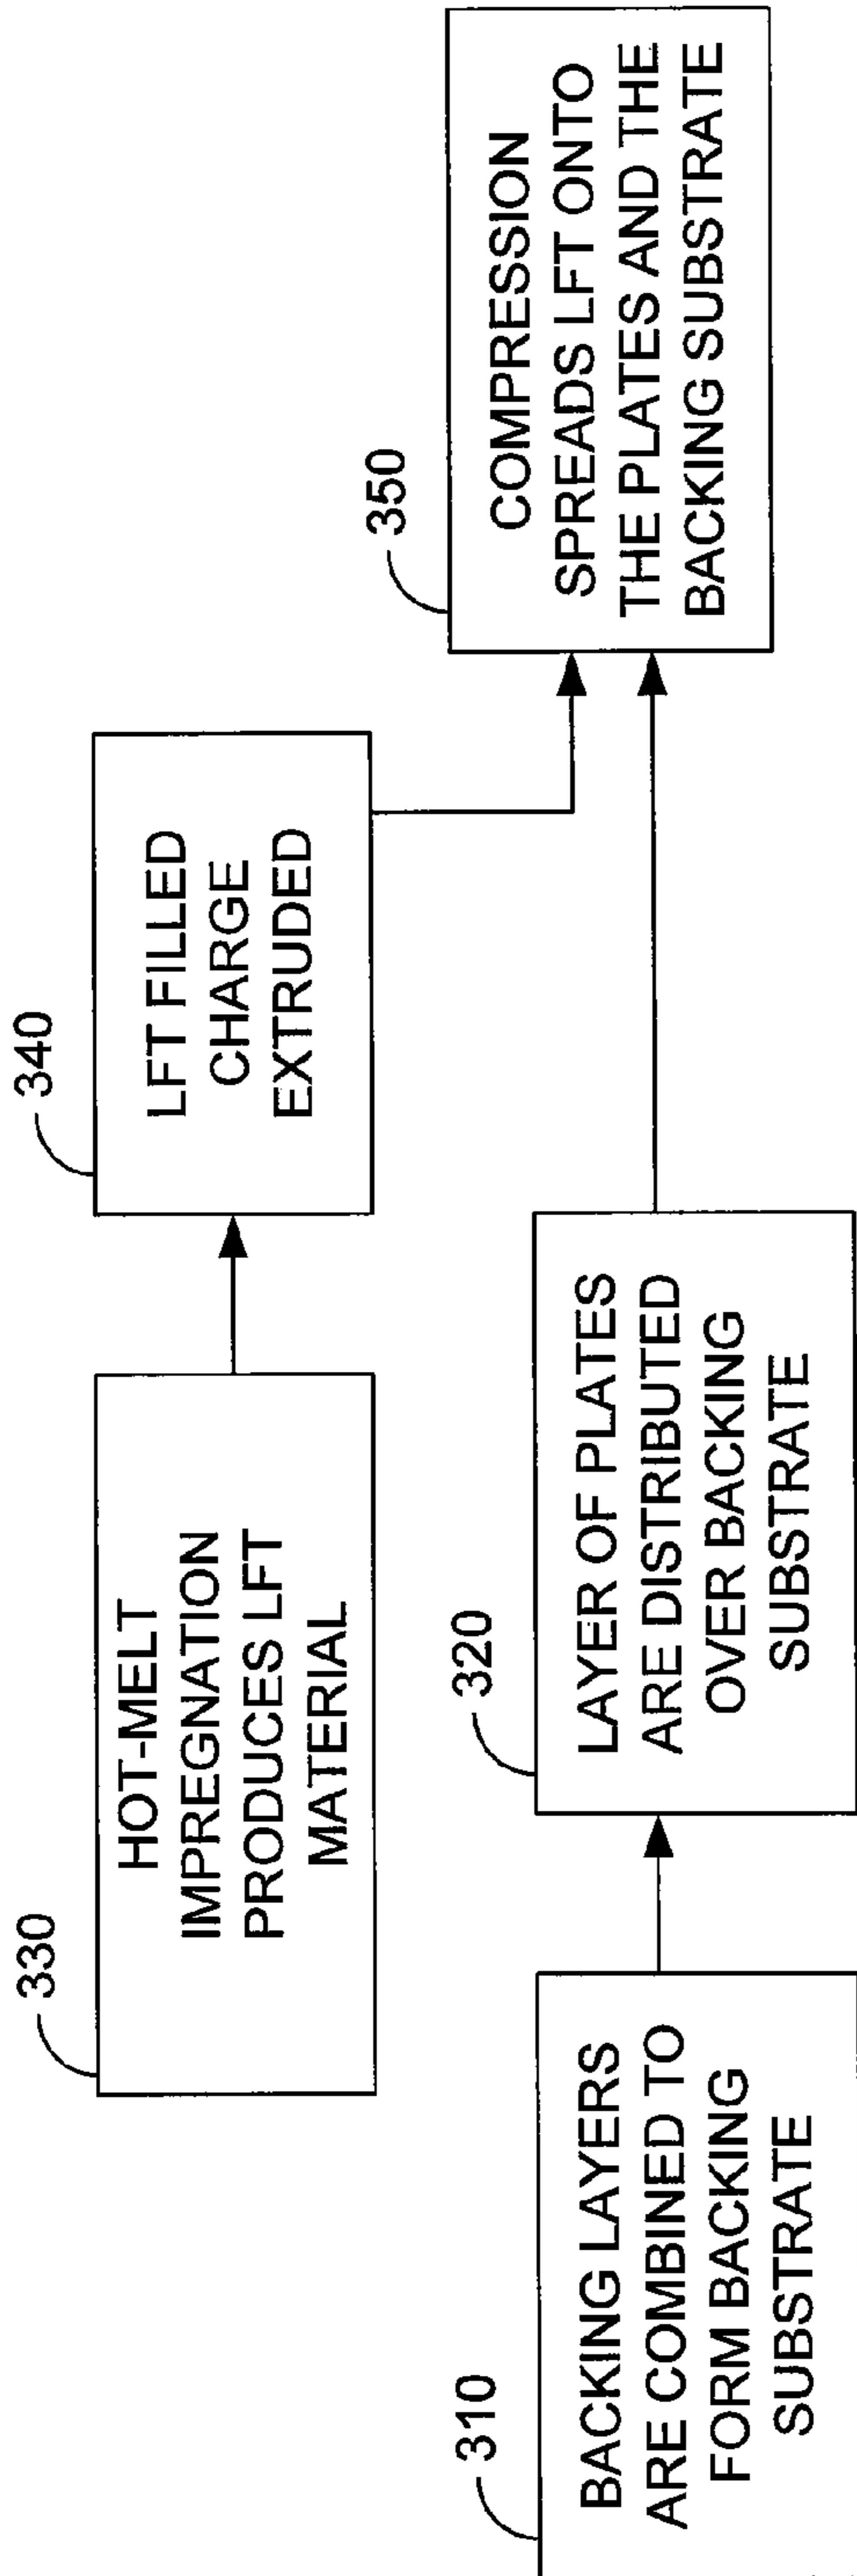 330
HOT-MELT
IMPREGNATION
PRODUCES LFT
MATERIAL
340
LFT FILLED
CHARGE
EXTRUDED
310
BACKING LAYERS
ARE COMBINED TO
FORM BACKING
SUBSTRATE
320
LAYER OF PLATES
ARE DISTRIBUTED
OVER BACKING
SUBSTRATE
350
COMPRESSION
SPREADS LFT ONTO
THE PLATES AND THE
BACKING SUBSTRATE